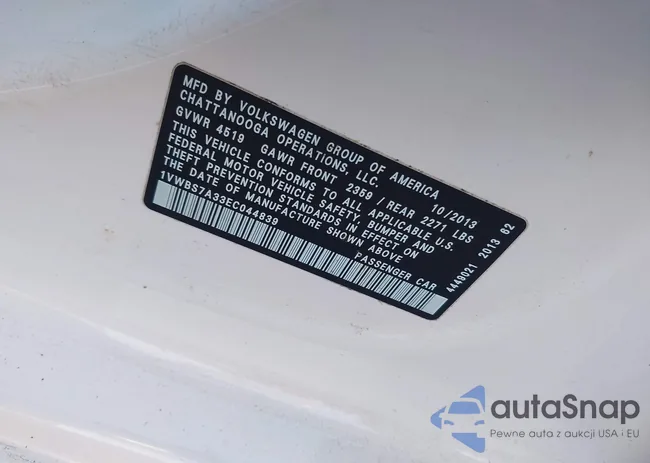 MFD BY VOLKSWAGEN GROUP OF AMERICA
CHATTANOOGA OPERATIONS, LLC. 10/2013
GVWR 4519 GAWR FRONT 2359 / REAR 2271 LBS
THIS VEHICLE CONFORMS TO ALL APPLICABLE U.S.
FEDERAL MOTOR VEHICLE SAFETY, BUMPER AND
THEFT PREVENTION STANDARDS IN EFFECT ON
THE DATE OF MANUFACTURE SHOWN ABOVE
1VWBS7A33EC044839 PASSENGER CAR
4449021 2013 62
autaSnap
Pewne auta z aukcji USA i EU